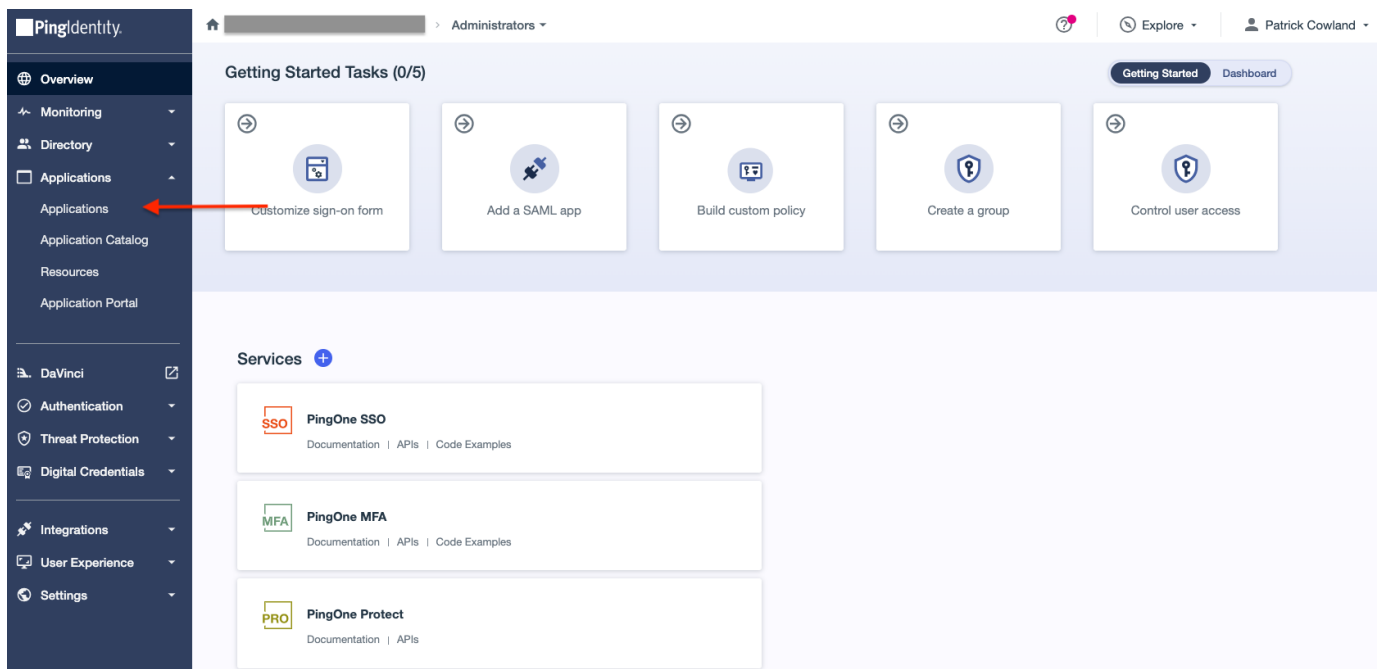 PingIdentity.
Administrators
Explore
Patrick Cowland
Overview
Monitoring
Directory
Applications
Applications
Application Catalog
Resources
Application Portal
DaVinci
Authentication
Threat Protection
Digital Credentials
Integrations
User Experience
Settings
Getting Started Tasks (0/5)
Getting Started
Dashboard
Customize sign-on form
Add a SAML app
Build custom policy
Create a group
Control user access
Services
SSO
PingOne SSO
Documentation | APIs | Code Examples
MFA
PingOne MFA
Documentation | APIs | Code Examples
PRO
PingOne Protect
Documentation | APIs